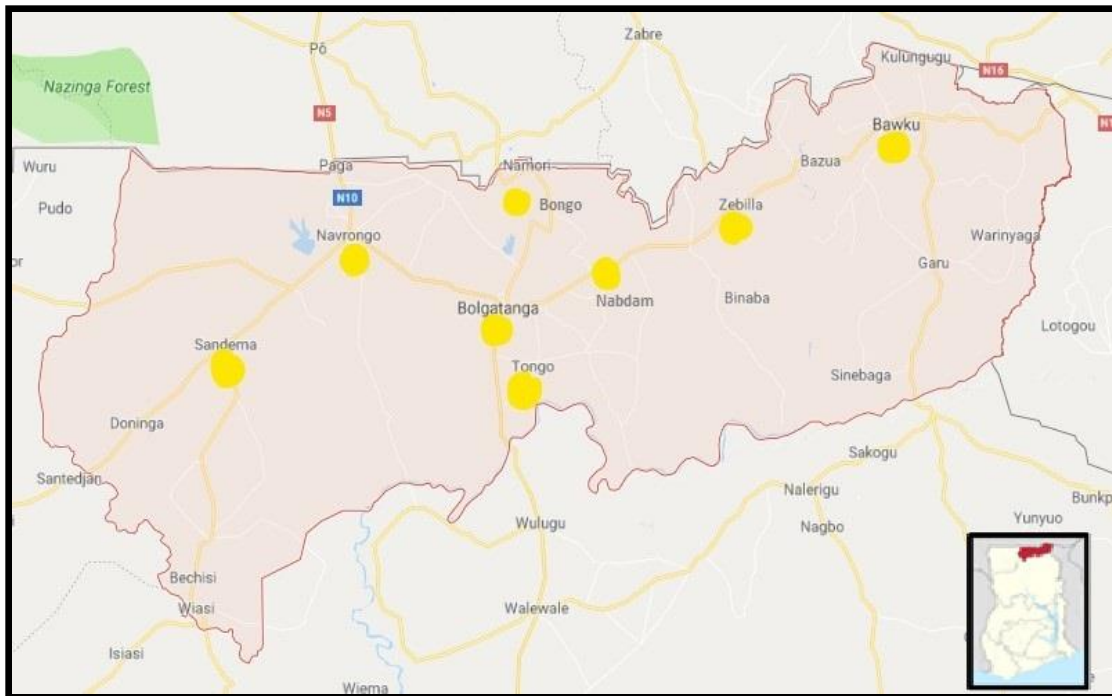 Pô
Zabre
Kulungugu
Nazinga Forest
N16
N5
N1
Bawku
Wuru
Paga
Namori
Bazua
N10
Pudo
Bongo
Zebilla
Navrongo
Warinyaga
or
Garu
Nabdam
Binaba
Bolgatanga
Lotogou
Sandema
Tongo
Sinebaga
Doninga
Sakogu
Santedjan
Nalerigu
Bunkp
Wulugu
Nagbo
Yunyuo
Bechisi
Wiasi
Walewale
Isiasi
Wiema